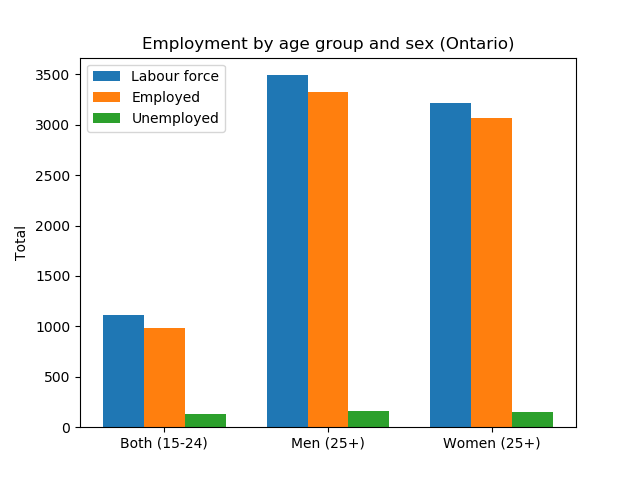 Employment by age group and sex (Ontario)
Labour force
Employed
Unemployed
Total
3500
3000
2500
2000
1500
1000
500
0
Both (15-24)
Men (25+)
Women (25+)